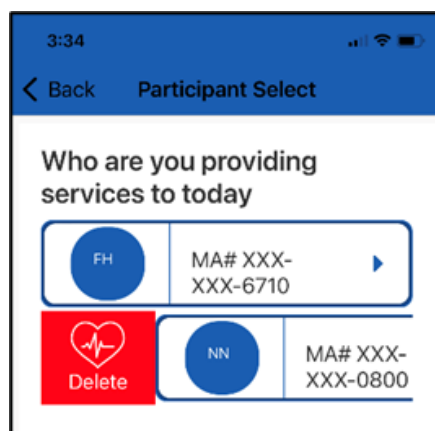 3:34
Back Participant Select
Who are you providing
services to today
FH
MA# XXX-
XXX-6710
Delete
NN
MA# XXX-
XXX-0800